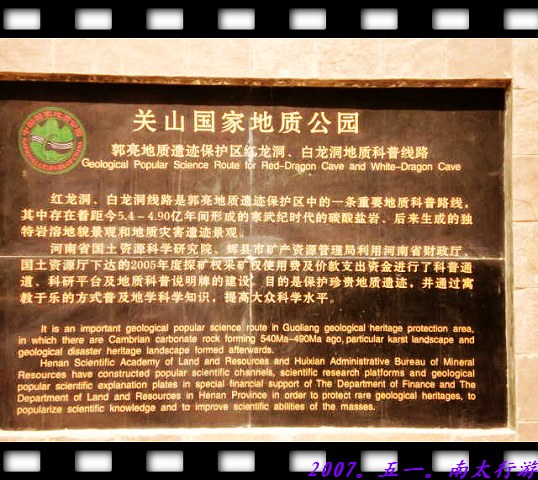 关山国家地质公园
郭亮地质遗迹保护区红龙洞、白龙洞地质科普线路
Geological Popular Science Route for Red-Dragon Cave and White-Dragon Cave
红龙洞、白龙洞线路是郭亮地质遗迹保护区中的一条重要地质科普路线,
其中存在着距今5.4－4.90亿年间形成的寒武纪时代的碳酸盐岩、后来生成的独
特岩溶地貌景观和地质灾害遗迹景观。
河南省国土资源科学研究院、辉县市矿产资源管理局利用河南省财政厅、
国土资源厅下达的2005年度探矿权采矿权使用费及价款支出资金进行了科普通
道、科研平台及地质科普说明牌的建设。目的是保护珍贵地质遗迹，并通过寓
教于乐的方式普及地学科学知识，提高大众科学水平。
It is an important geological popular science route in Guoliang geological heritage protection area,
in which there are Cambrian carbonate rock forming 540Ma-490Ma ago, particular karst landscape and
geological disaster heritage landscape formed afterwards.
Henan Scientific Academy of Land and Resources and Huixian Administrative Bureau of Mineral
Resources have constructed popular scientific channels, scientific research platforms and geological
popular scientific explanation plates in special financial support of The Department of Finance and The
Department of Land and Resources in Henan Province in order to protect rare geological heritages, to
popularize scientific knowledge and to improve scientific abilities of the masses.
2007。五一。南太行游